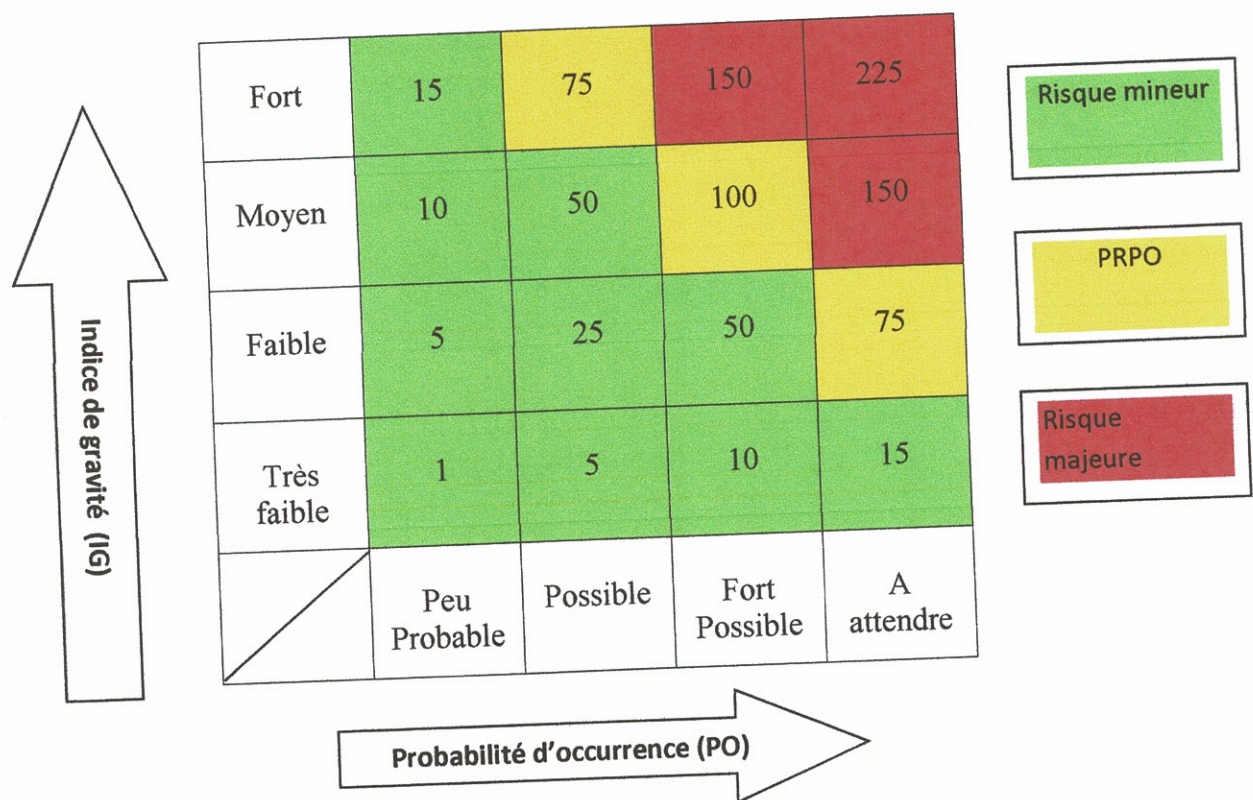 Fort 15 75 150 225
Moyen 10 50 100 150
Faible 5 25 50 75
Très
faible 1 5 10 15
Peu
Probable
Possible
Fort
Possible
A
attendre
Indice de gravité (IG)
Probabilité d'occurrence (PO)
Risque mineur
PRPO
Risque
majeure